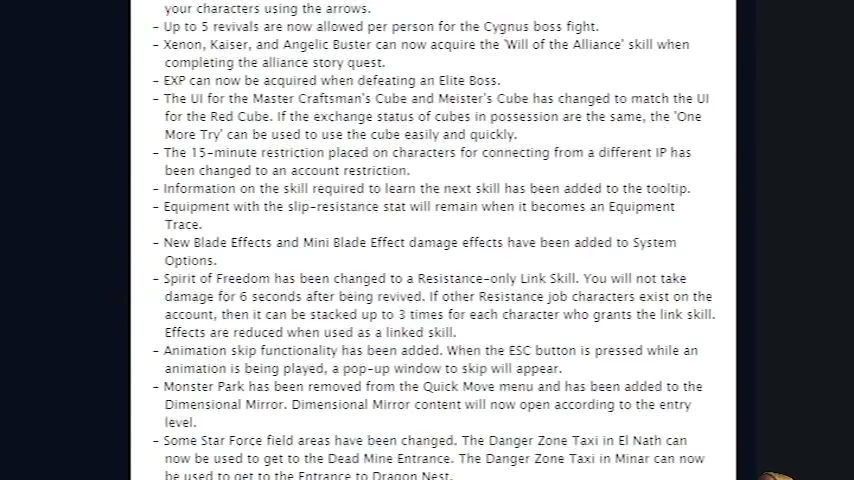 your characters using the arrows.
- Up to 5 revivals are now allowed per person for the Cygnus boss fight.
- Xenon, Kaiser, and Angelic Buster can now acquire the 'Will of the Alliance' skill when
completing the alliance story quest.
- EXP can now be acquired when defeating an Elite Boss.
- The UI for the Master Craftsman's Cube and Meister's Cube has changed to match the UI
for the Red Cube. If the exchange status of cubes in possession are the same, the 'One
More Try' can be used to use the cube easily and quickly.
- The 15-minute restriction placed on characters for connecting from a different IP has
been changed to an account restriction.
- Information on the skill required to learn the next skill has been added to the tooltip.
- Equipment with the slip-resistance stat will remain when it becomes an Equipment
Trace.
- New Blade Effects and Mini Blade Effect damage effects have been added to System
Options.
- Spirit of Freedom has been changed to a Resistance-only Link Skill. You will not take
damage for 6 seconds after being revived. If other Resistance job characters exist on the
account, then it can be stacked up to 3 times for each character who grants the link skill.
Effects are reduced when used as a linked skill.
- Animation skip functionality has been added. When the ESC button is pressed while an
animation is being played, a pop-up window to skip will appear.
- Monster Park has been removed from the Quick Move menu and has been added to the
Dimensional Mirror. Dimensional Mirror content will now open according to the entry
level.
- Some Star Force field areas have been changed. The Danger Zone Taxi in El Nath can
now be used to get to the Dead Mine Entrance. The Danger Zone Taxi in Minar can now
be used to get to the Entrance to Dragon Nest.